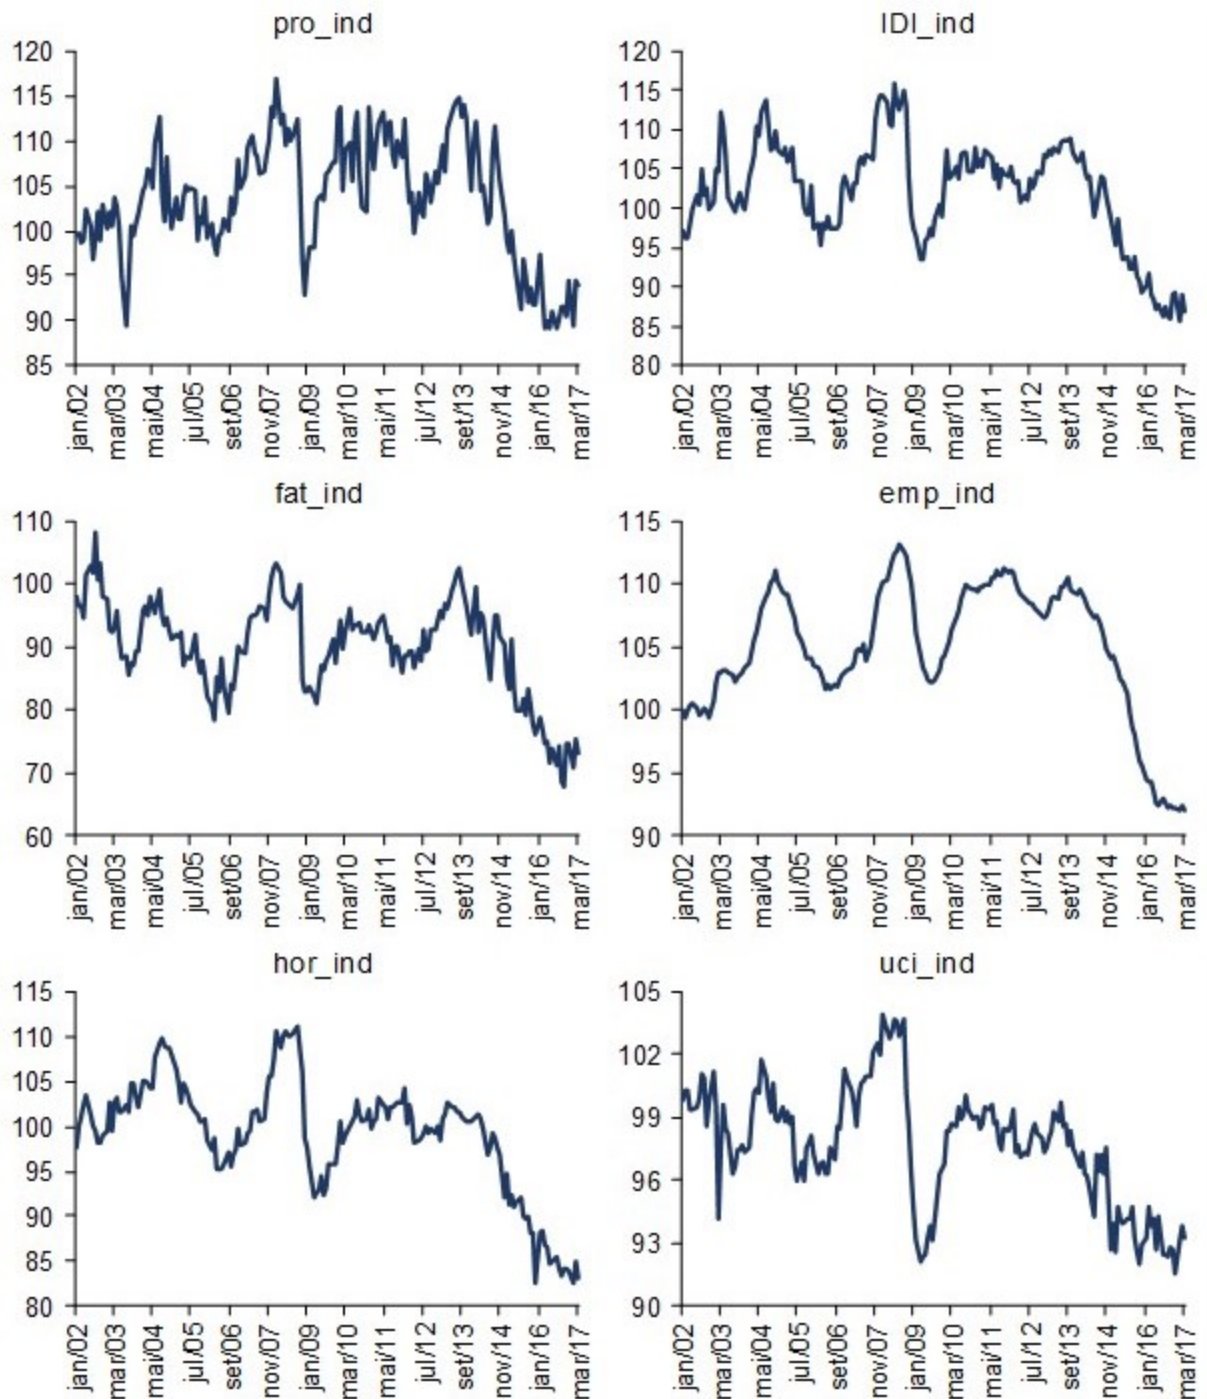 pro_ind
120
115
110
105
100
95
90
85
jan/02
mar/03
mai/04
jul/05
set/06
nov/07
jan/09
mar/10
mai/11
jul/12
set/13
nov/14
jan/16
mar/17
IDI_ind
120
115
110
105
100
95
90
85
80
jan/02
mar/03
mai/04
jul/05
set/06
nov/07
jan/09
mar/10
mai/11
jul/12
set/13
nov/14
jan/16
mar/17
fat_ind
110
100
90
80
70
60
jan/02
mar/03
mai/04
jul/05
set/06
nov/07
jan/09
mar/10
mai/11
jul/12
set/13
nov/14
jan/16
mar/17
emp_ind
115
110
105
100
95
90
jan/02
mar/03
mai/04
jul/05
set/06
nov/07
jan/09
mar/10
mai/11
jul/12
set/13
nov/14
jan/16
mar/17
hor_ind
115
110
105
100
95
90
85
80
jan/02
mar/03
mai/04
jul/05
set/06
nov/07
jan/09
mar/10
mai/11
jul/12
set/13
nov/14
jan/16
mar/17
uci_ind
105
102
99
96
93
90
jan/02
mar/03
mai/04
jul/05
set/06
nov/07
jan/09
mar/10
mai/11
jul/12
set/13
nov/14
jan/16
mar/17